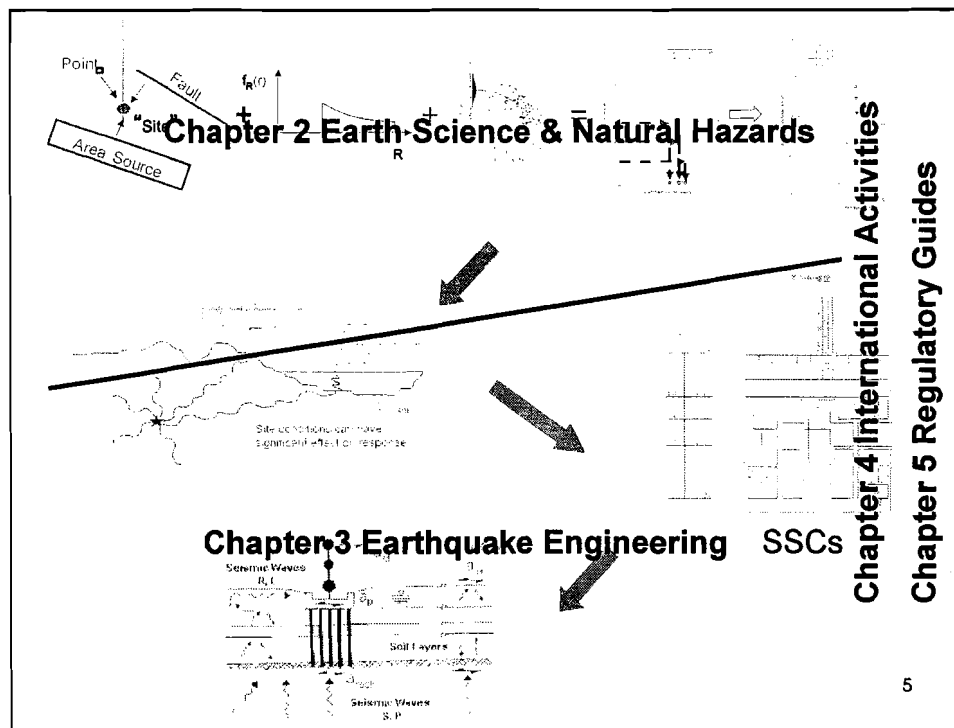 Point
Fault
"Site"
Area Source
+
f_R(r)
R
+
=
Chapter 2 Earth Science & Natural Hazards
Site conditions can have
significant effect on response
Chapter 3 Earthquake Engineering
SSCs
Seismic Waves
Soil Layers
Seismic Waves
S, P
Chapter 4 International Activities
Chapter 5 Regulatory Guides
5